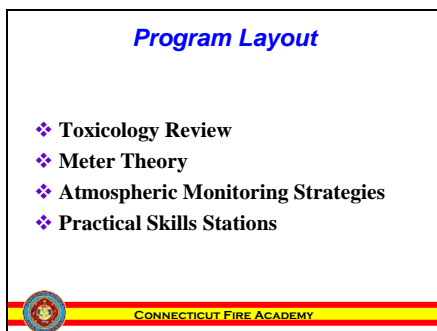 Program Layout
Toxicology Review
Meter Theory
Atmospheric Monitoring Strategies
Practical Skills Stations
CONNECTICUT FIRE ACADEMY